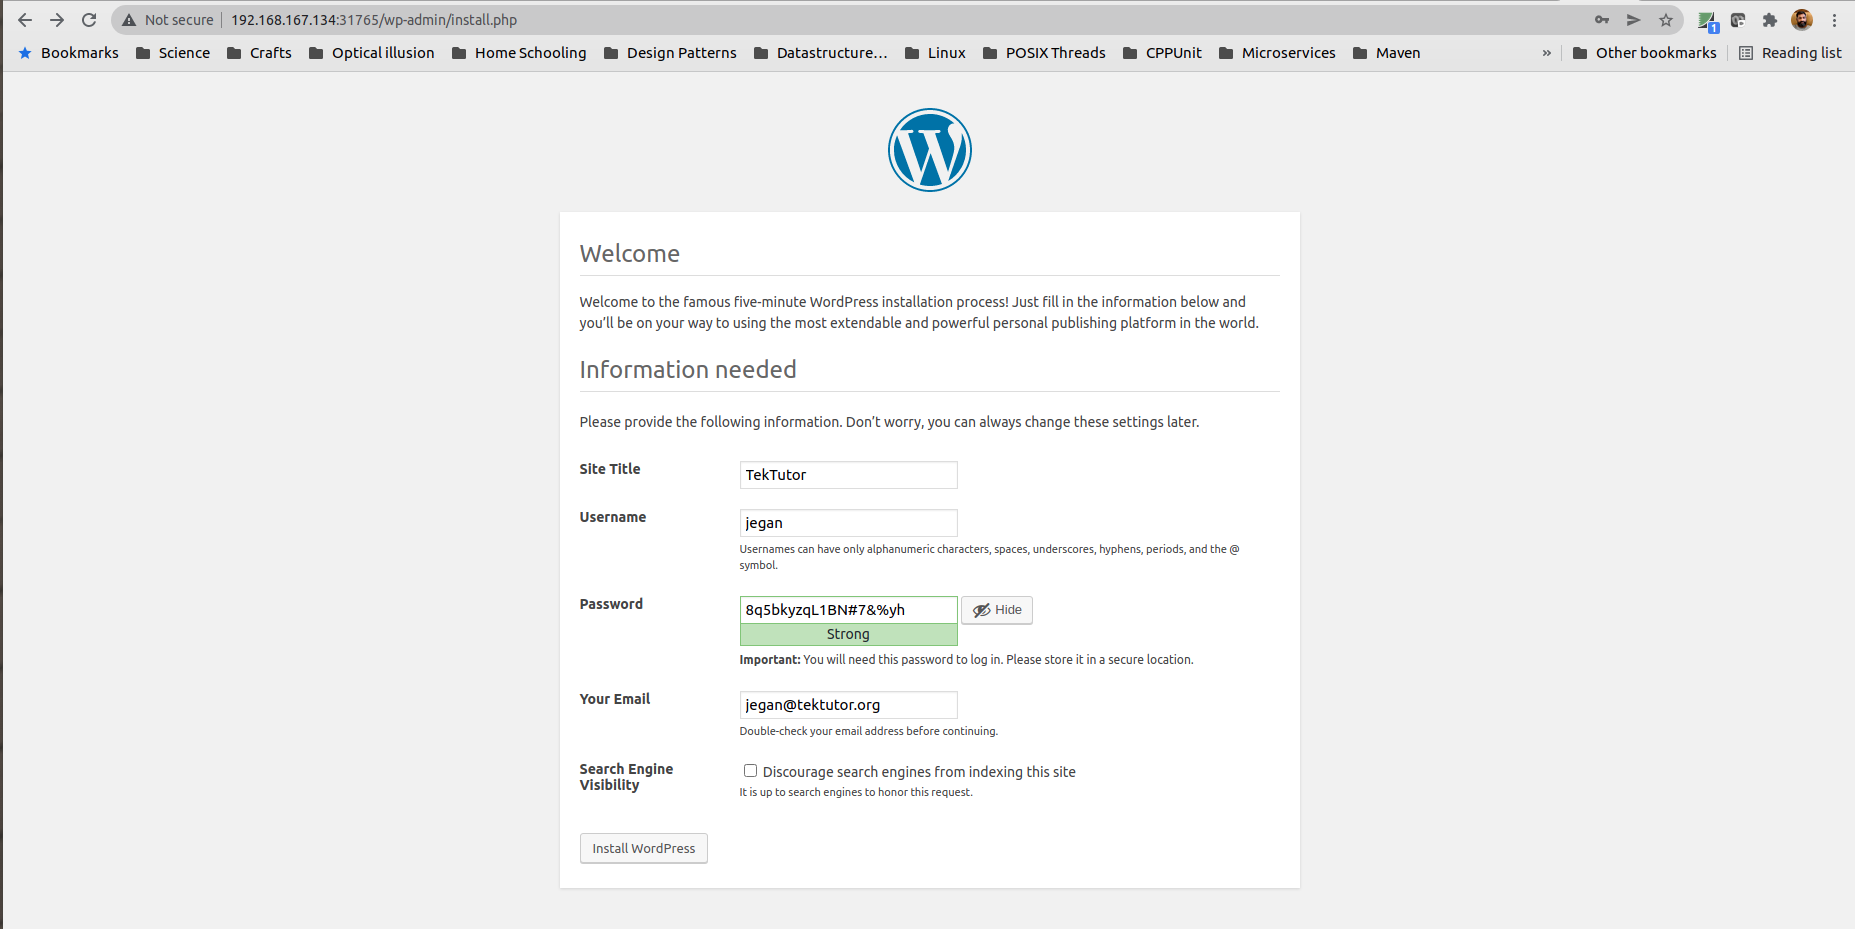 Not secure 192.168.167.134:31765/wp-admin/install.php
1
Bookmarks Science Crafts Optical illusion Home Schooling Design Patterns Datastructure… Linux POSIX Threads CPPUnit Microservices Maven » Other bookmarks Reading list
Welcome
Welcome to the famous five-minute WordPress installation process! Just fill in the information below and
you’ll be on your way to using the most extendable and powerful personal publishing platform in the world.
Information needed
Please provide the following information. Don’t worry, you can always change these settings later.
Site Title TekTutor
Username jegan
Usernames can have only alphanumeric characters, spaces, underscores, hyphens, periods, and the @
symbol.
Password 8q5bkyzqL1BN#7&%yh Hide
Strong
Important: You will need this password to log in. Please store it in a secure location.
Your Email jegan@tektutor.org
Double-check your email address before continuing.
Search Engine
Visibility
Discourage search engines from indexing this site
It is up to search engines to honor this request.
Install WordPress